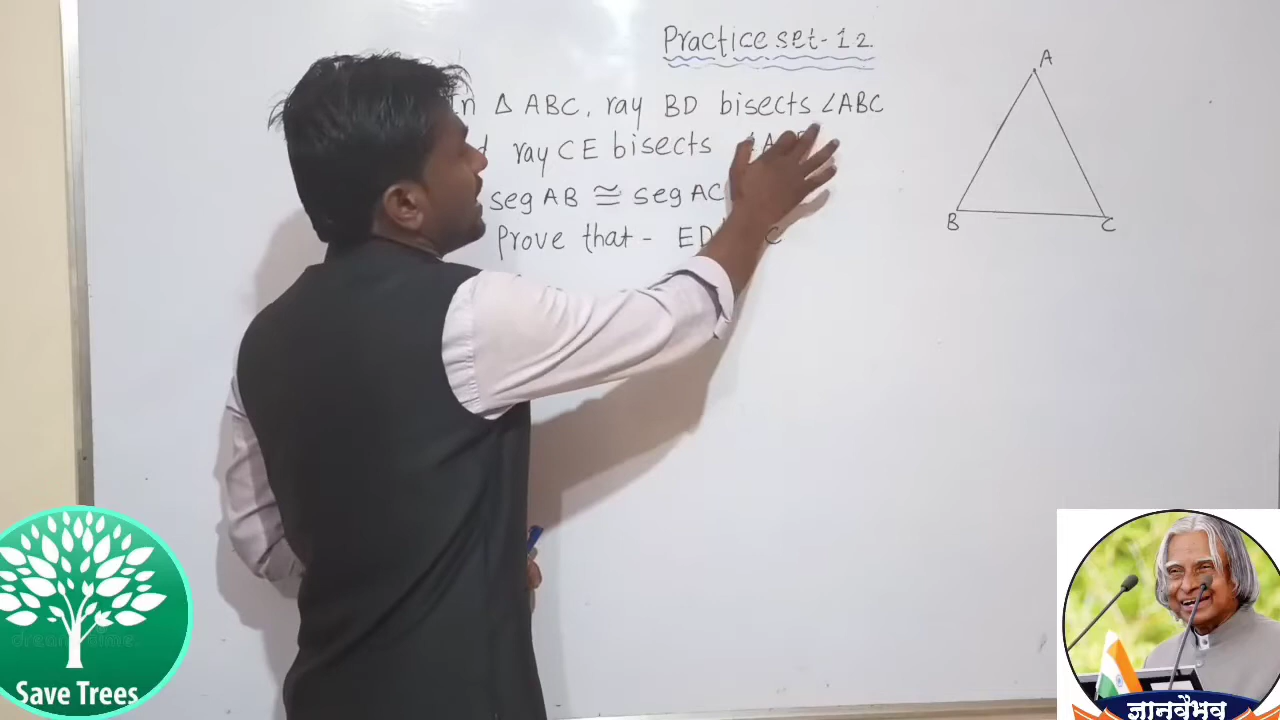 Practice set - 1 2.
In Δ ABC, ray BD bisects ∠ABC
ray CE bisects
seg AB ≅ seg AC
Prove that - ED
A
B
C
Save Trees
ज्ञानवैभव